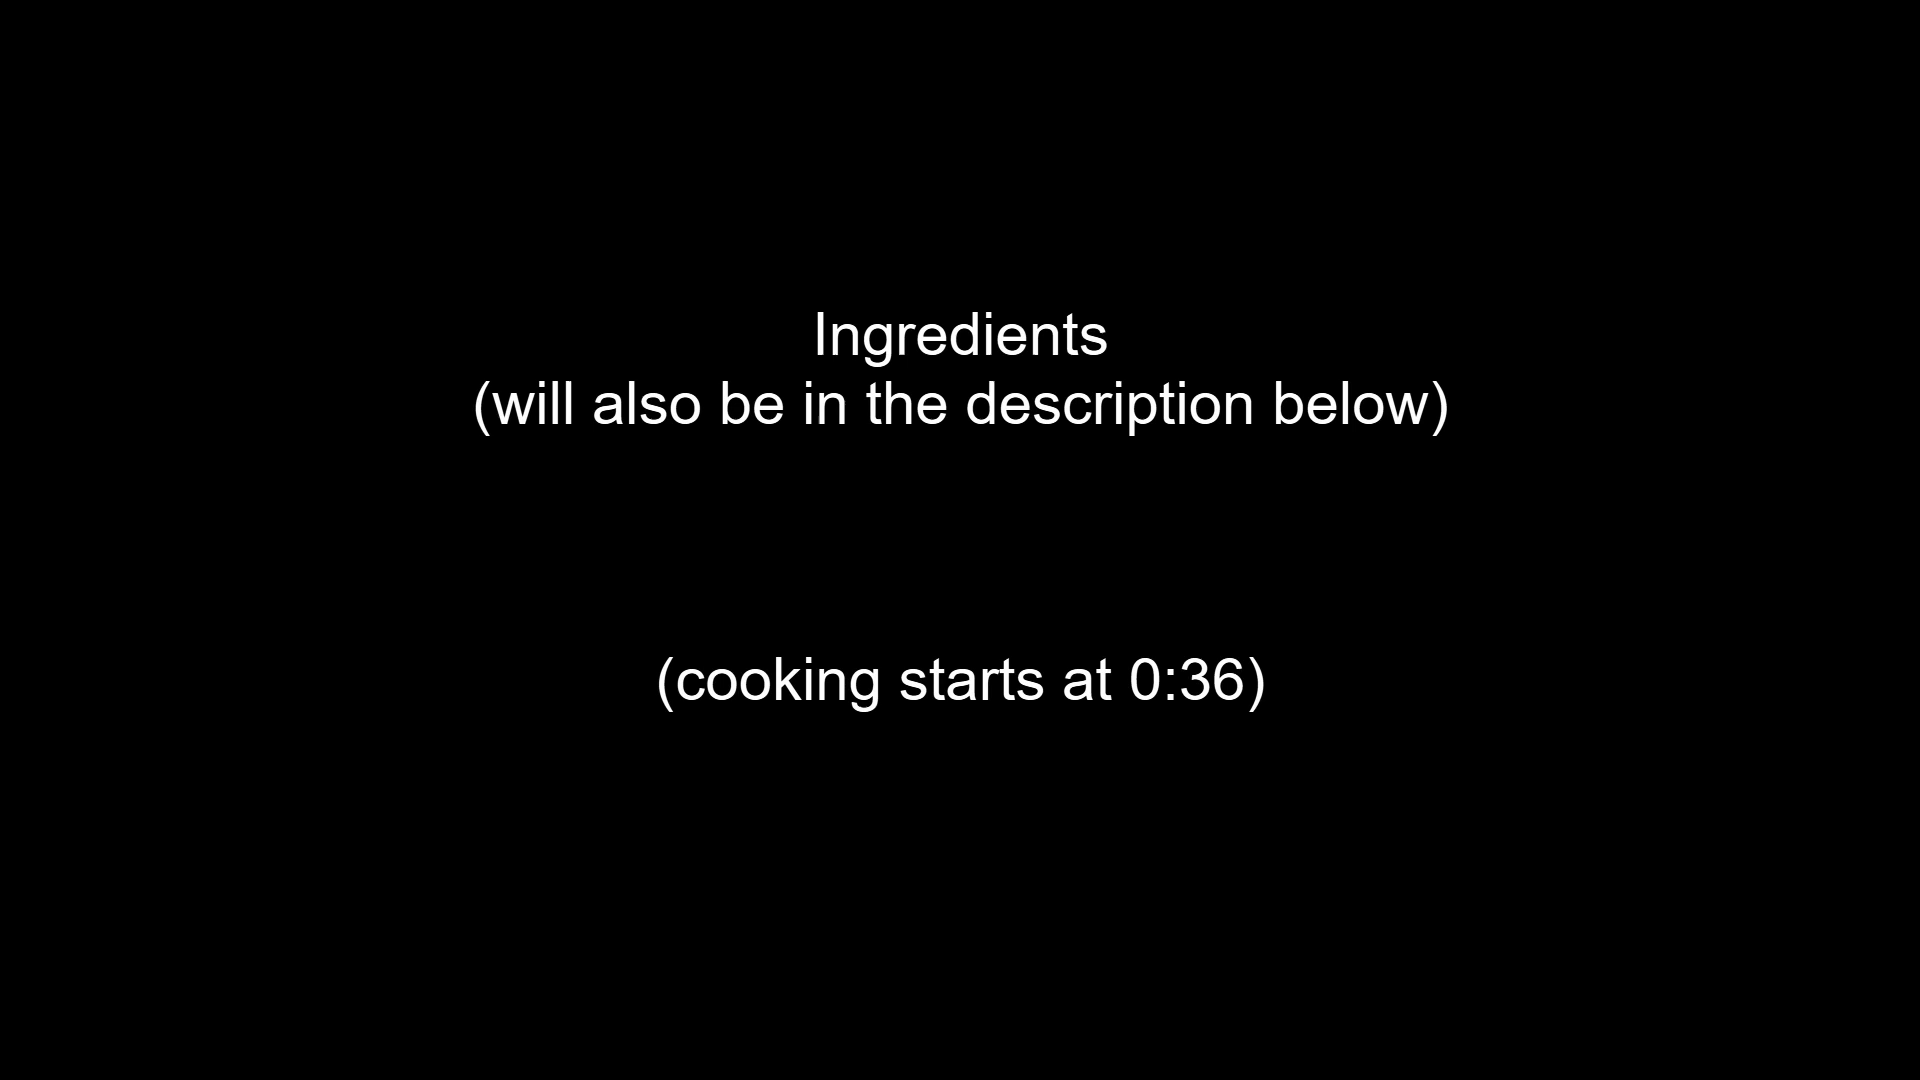 Ingredients
(will also be in the description below)
(cooking starts at 0:36)